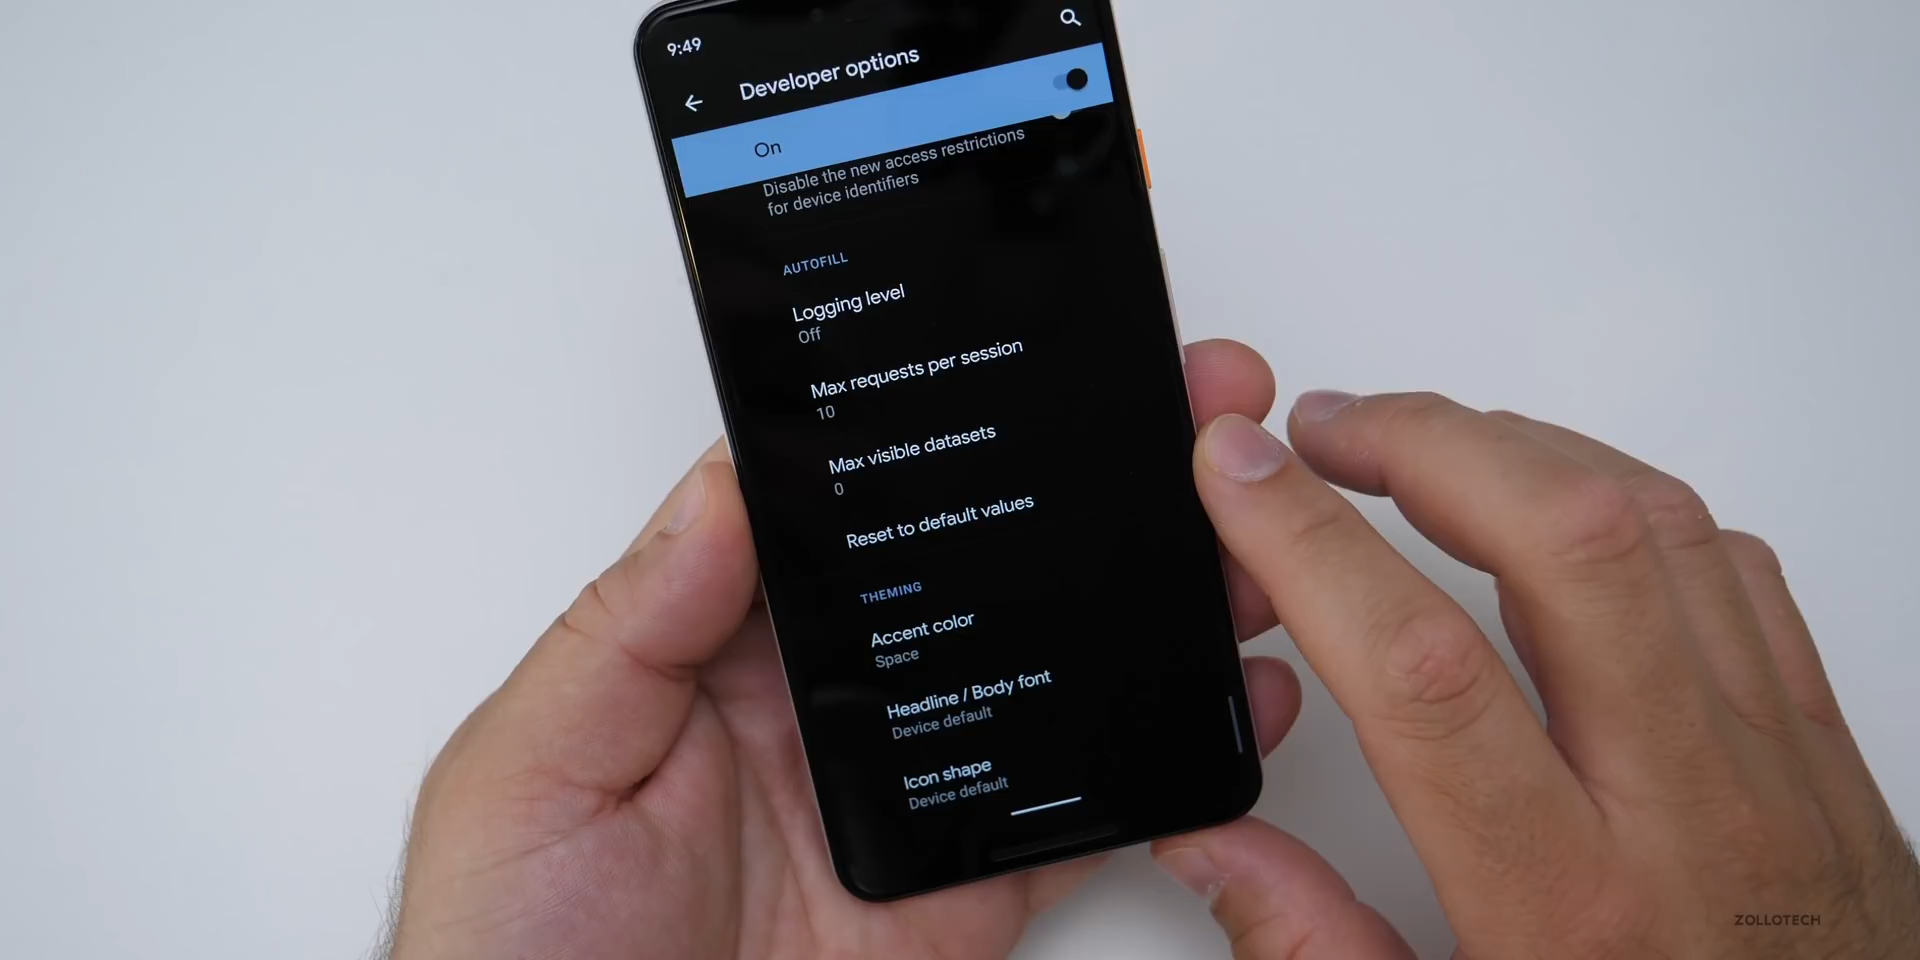 9:49
Developer options
On
Disable the new access restrictions
for device identifiers
AUTOFILL
Logging level
Off
Max requests per session
10
Max visible datasets
0
Reset to default values
THEMING
Accent color
Space
Headline / Body font
Device default
Icon shape
Device default
ZOLLOTECH